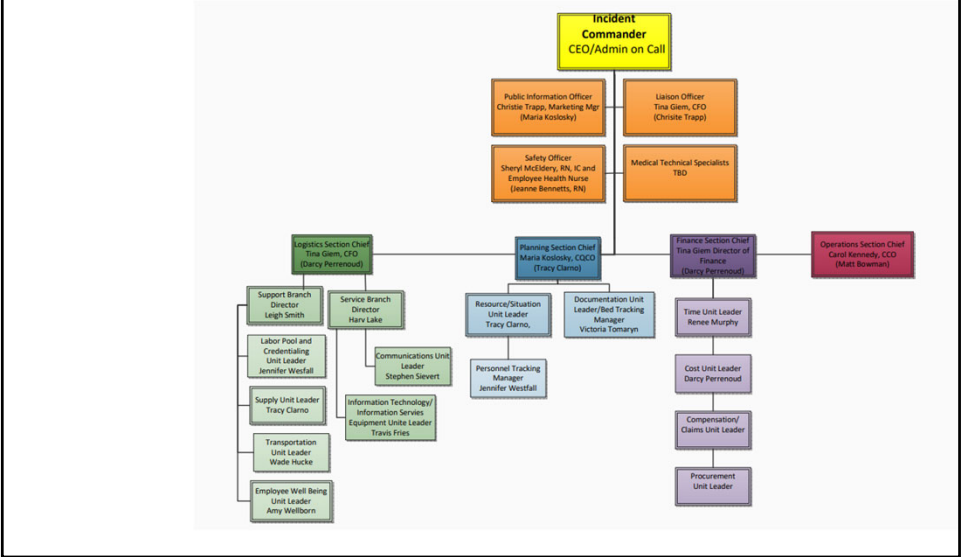 Incident
Commander
CEO/Admin on Call
Public Information Officer
Christie Trapp, Marketing Mgr
(Maria Koslosky)
Liaison Officer
Tina Giem, CFO
(Chrisite Trapp)
Safety Officer
Sheryl McEldery, RN, IC and
Employee Health Nurse
(Jeanne Bennetts, RN)
Medical Technical Specialists
TBD
Logistics Section Chief
Tina Giem, CFO
(Darcy Perrenoud)
Planning Section Chief
Maria Koslosky, CQCO
(Tracy Clarno)
Finance Section Chief
Tina Giem Director of
Finance
(Darcy Perrenoud)
Operations Section Chief
Carol Kennedy, CCO
(Matt Bowman)
Support Branch
Director
Leigh Smith
Service Branch
Director
Harv Lake
Resource/Situation
Unit Leader
Tracy Clarno,
Documentation Unit
Leader/Bed Tracking
Manager
Victoria Tomaryn
Time Unit Leader
Renee Murphy
Labor Pool and
Credentialing
Unit Leader
Jennifer Wesfall
Communications Unit
Leader
Stephen Sievert
Personnel Tracking
Manager
Jennifer Westfall
Cost Unit Leader
Darcy Perrenoud
Supply Unit Leader
Tracy Clarno
Information Technology/
Information Servies
Equipment Unite Leader
Travis Fries
Compensation/
Claims Unit Leader
Transportation
Unit Leader
Wade Hucke
Procurement
Unit Leader
Employee Well Being
Unit Leader
Amy Wellborn